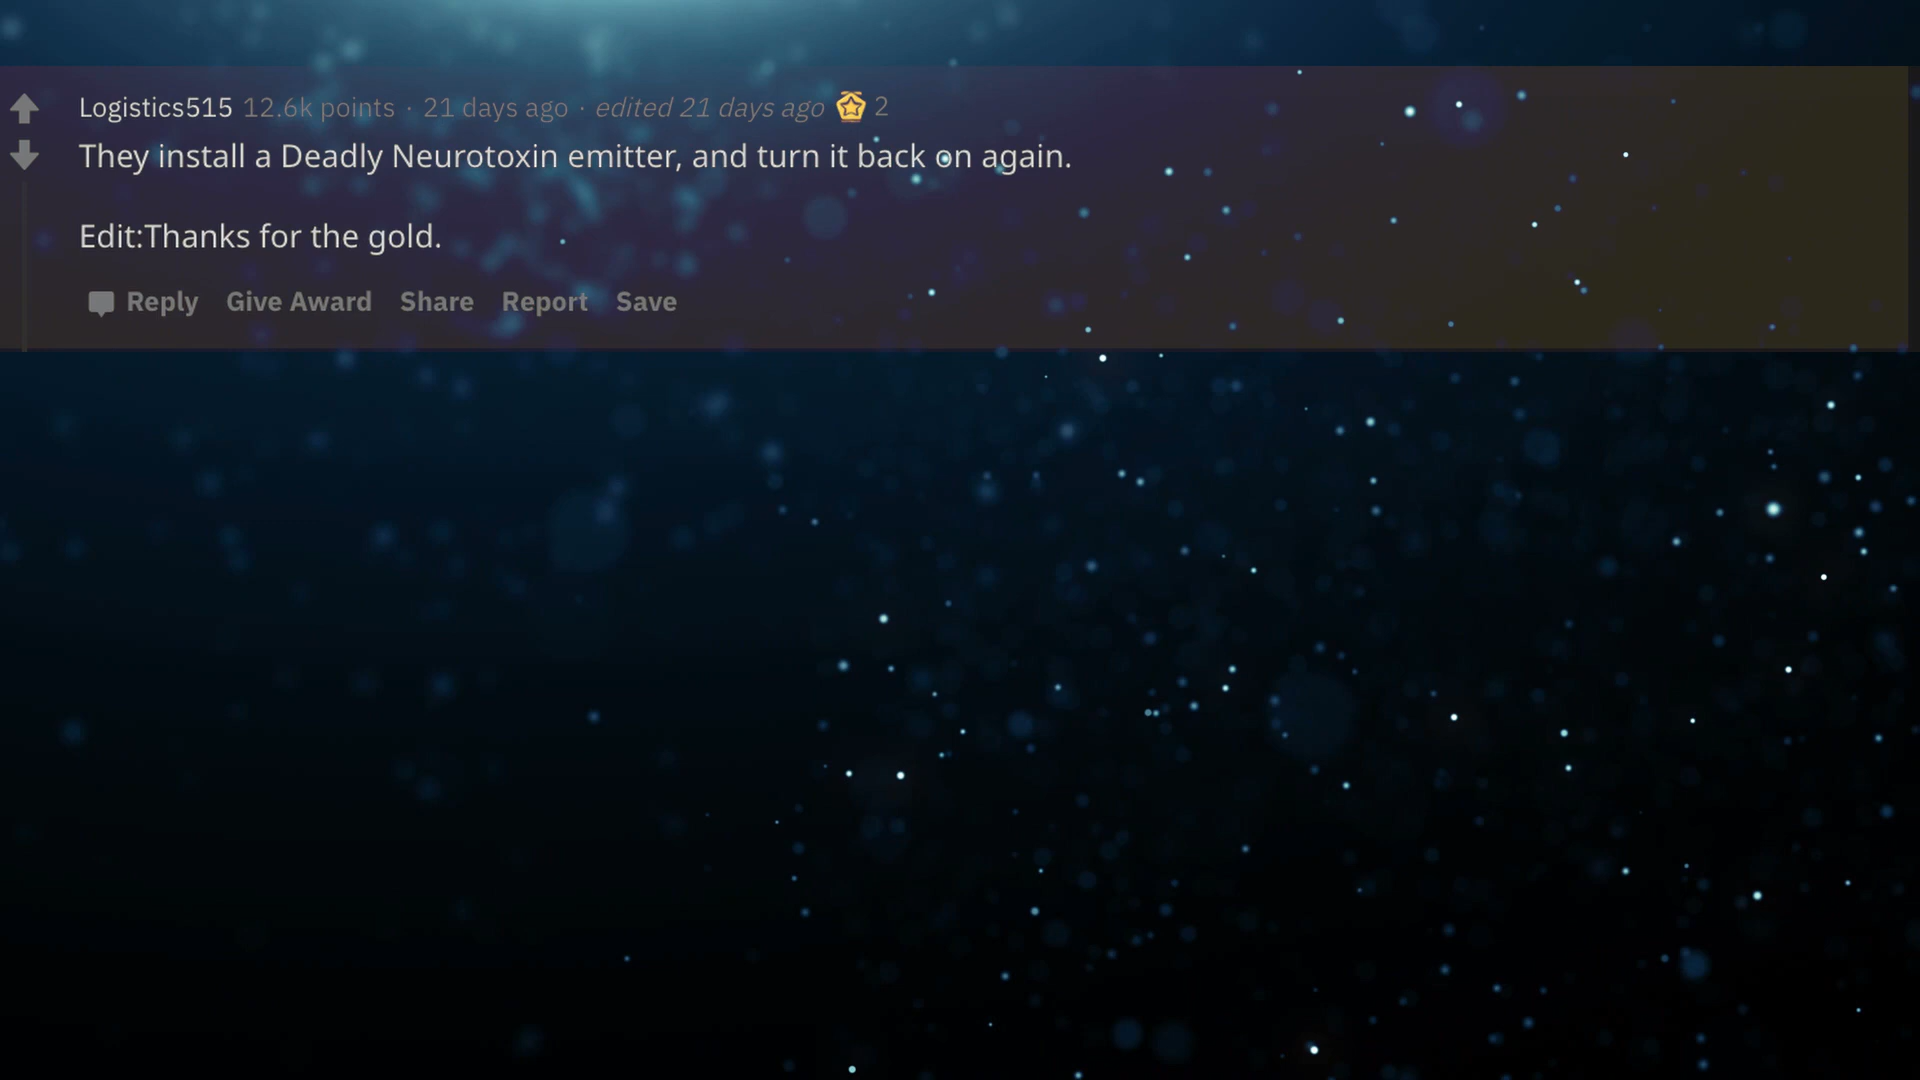 Logistics515 12.6k points · 21 days ago · edited 21 days ago 2
They install a Deadly Neurotoxin emitter, and turn it back on again.
Edit:Thanks for the gold.
Reply Give Award Share Report Save